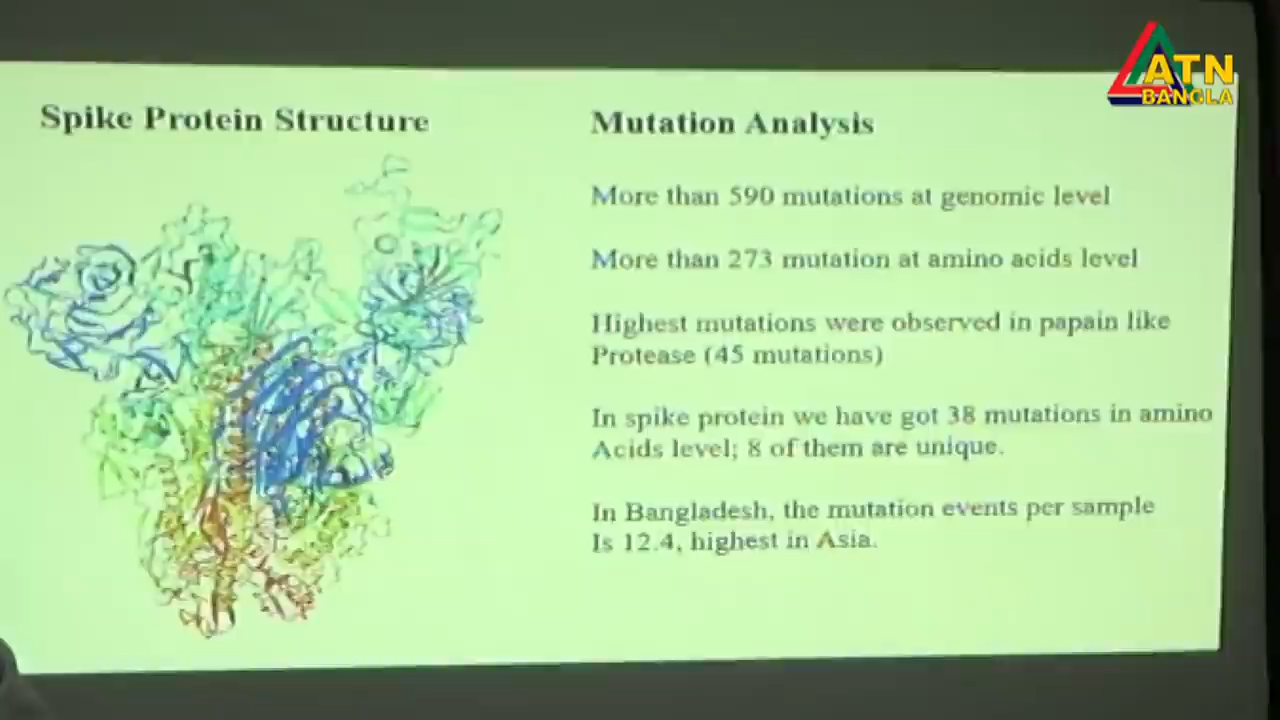 ATN
BANGLA
Spike Protein Structure
Mutation Analysis
More than 590 mutations at genomic level
More than 273 mutation at amino acids level
Highest mutations were observed in papain like
Protease (45 mutations)
In spike protein we have got 38 mutations in amino
Acids level; 8 of them are unique.
In Bangladesh, the mutation events per sample
Is 12.4, highest in Asia.